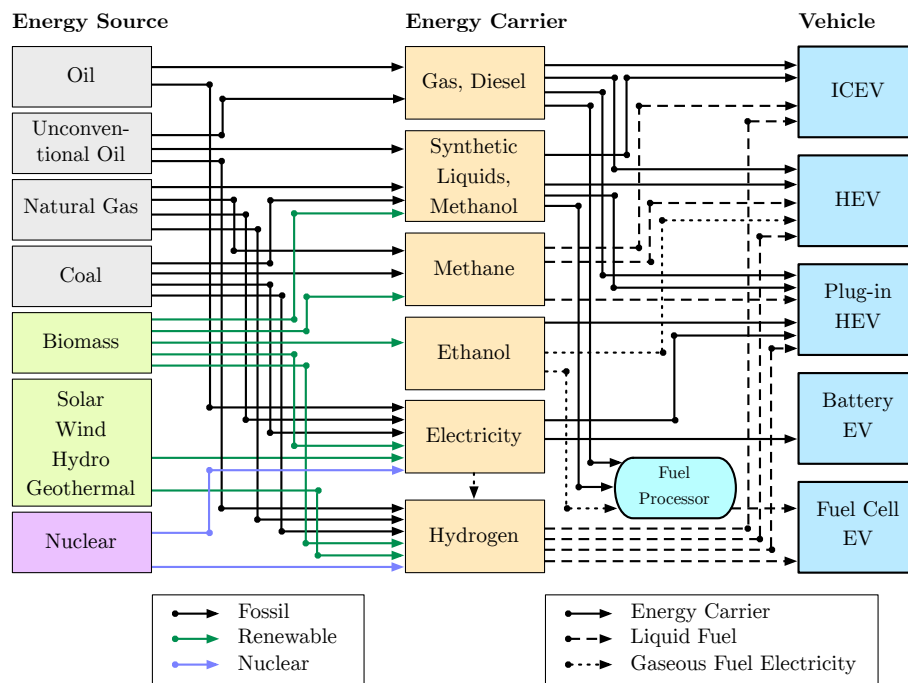 Energy Source
Energy Carrier
Vehicle
Oil
Unconven-
tional Oil
Natural Gas
Coal
Biomass
Solar
Wind
Hydro
Geothermal
Nuclear
Gas, Diesel
Synthetic
Liquids,
Methanol
Methane
Ethanol
Electricity
Hydrogen
Fuel
Processor
ICEV
HEV
Plug-in
HEV
Battery
EV
Fuel Cell
EV
Fossil
Renewable
Nuclear
Energy Carrier
Liquid Fuel
Gaseous Fuel Electricity